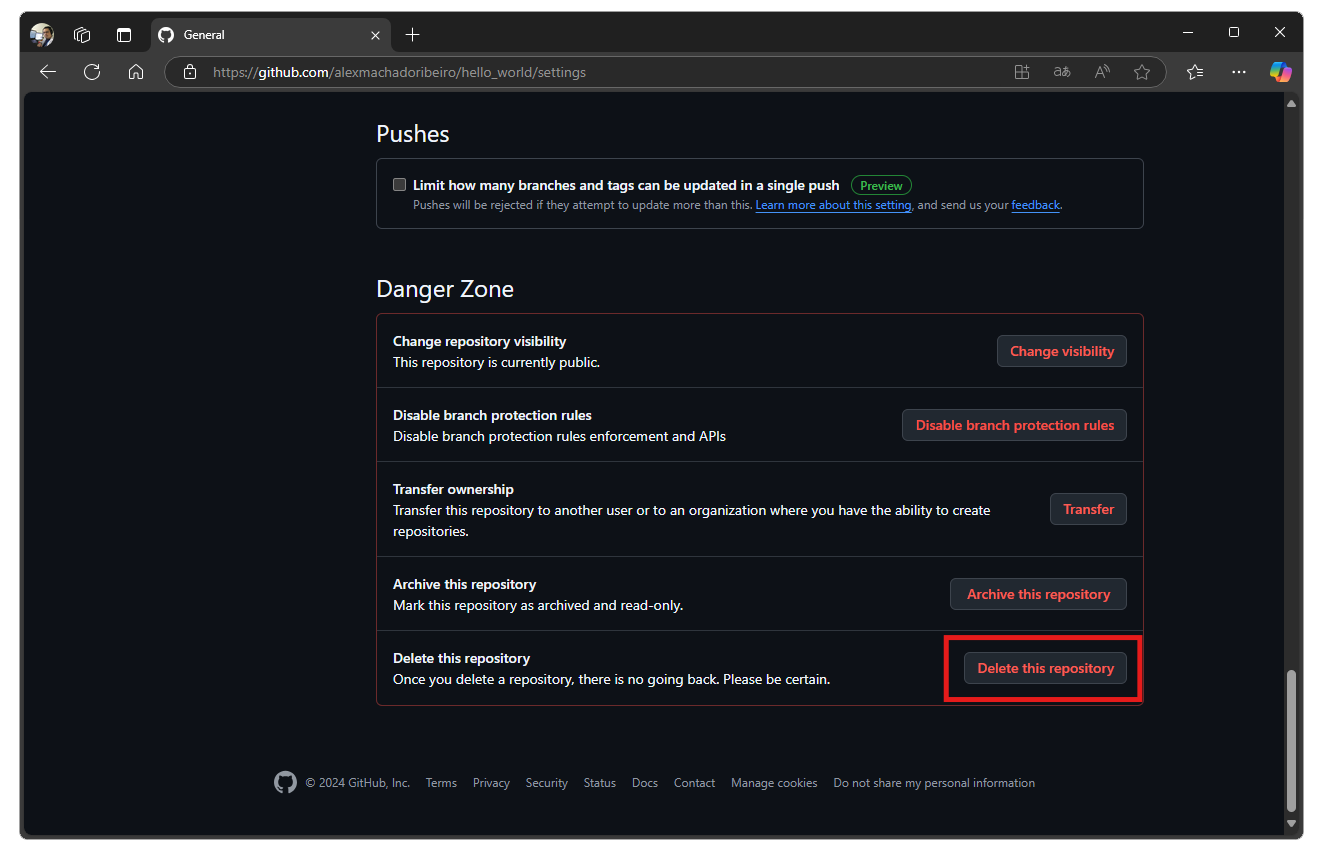 General
https://github.com/alexmachadoribeiro/hello_world/settings
aあ
A
Pushes
Limit how many branches and tags can be updated in a single push Preview
Pushes will be rejected if they attempt to update more than this. Learn more about this setting, and send us your feedback.
Danger Zone
Change repository visibility
This repository is currently public.
Change visibility
Disable branch protection rules
Disable branch protection rules enforcement and APIs
Disable branch protection rules
Transfer ownership
Transfer this repository to another user or to an organization where you have the ability to create
repositories.
Transfer
Archive this repository
Mark this repository as archived and read-only.
Archive this repository
Delete this repository
Once you delete a repository, there is no going back. Please be certain.
Delete this repository
© 2024 GitHub, Inc. Terms Privacy Security Status Docs Contact Manage cookies Do not share my personal information